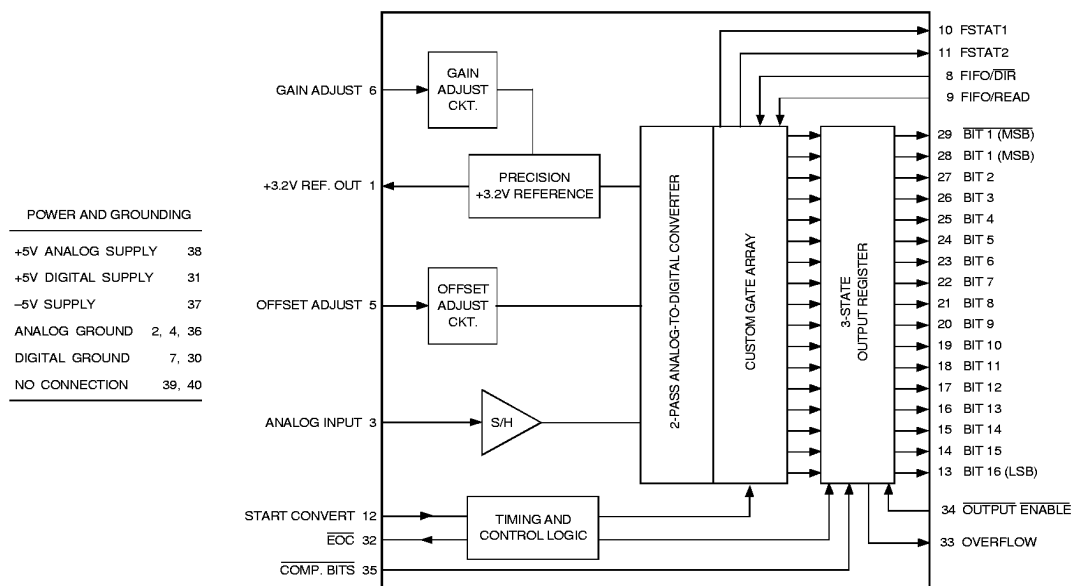 POWER AND GROUNDING
+5V ANALOG SUPPLY 38
+5V DIGITAL SUPPLY 31
–5V SUPPLY 37
ANALOG GROUND 2, 4, 36
DIGITAL GROUND 7, 30
NO CONNECTION 39, 40
GAIN ADJUST 6
+3.2V REF. OUT 1
OFFSET ADJUST 5
ANALOG INPUT 3
START CONVERT 12
EOC 32
COMP. BITS 35
GAIN
ADJUST
CKT.
PRECISION
+3.2V REFERENCE
OFFSET
ADJUST
CKT.
S/H
TIMING AND
CONTROL LOGIC
2-PASS ANALOG-TO-DIGITAL CONVERTER
CUSTOM GATE ARRAY
3-STATE
OUTPUT REGISTER
10 FSTAT1
11 FSTAT2
8 FIFO/DIR
9 FIFO/READ
29 BIT 1 (MSB)
28 BIT 1 (MSB)
27 BIT 2
26 BIT 3
25 BIT 4
24 BIT 5
23 BIT 6
22 BIT 7
21 BIT 8
20 BIT 9
19 BIT 10
18 BIT 11
17 BIT 12
16 BIT 13
15 BIT 14
14 BIT 15
13 BIT 16 (LSB)
34 OUTPUT ENABLE
33 OVERFLOW